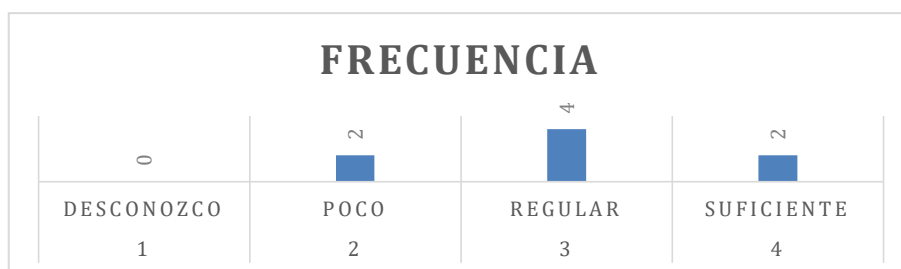 FRECUENCIA
0 2 4 2
DESCONOZCO POCO REGULAR SUFICIENTE
1 2 3 4